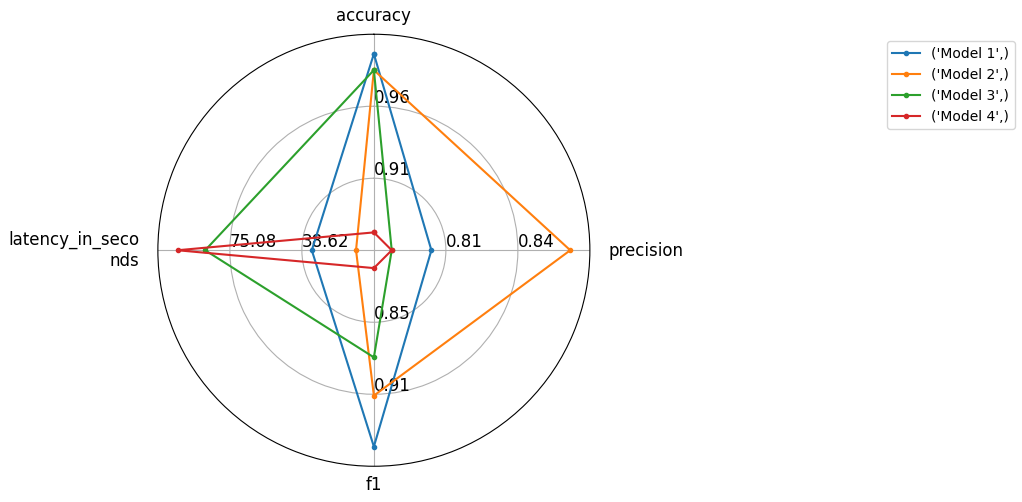 accuracy
('Model 1',)
('Model 2',)
('Model 3',)
('Model 4',)
0.96
0.91
latency_in_seco
nds
75.08
38.62
0.81
0.84
precision
0.85
0.91
f1